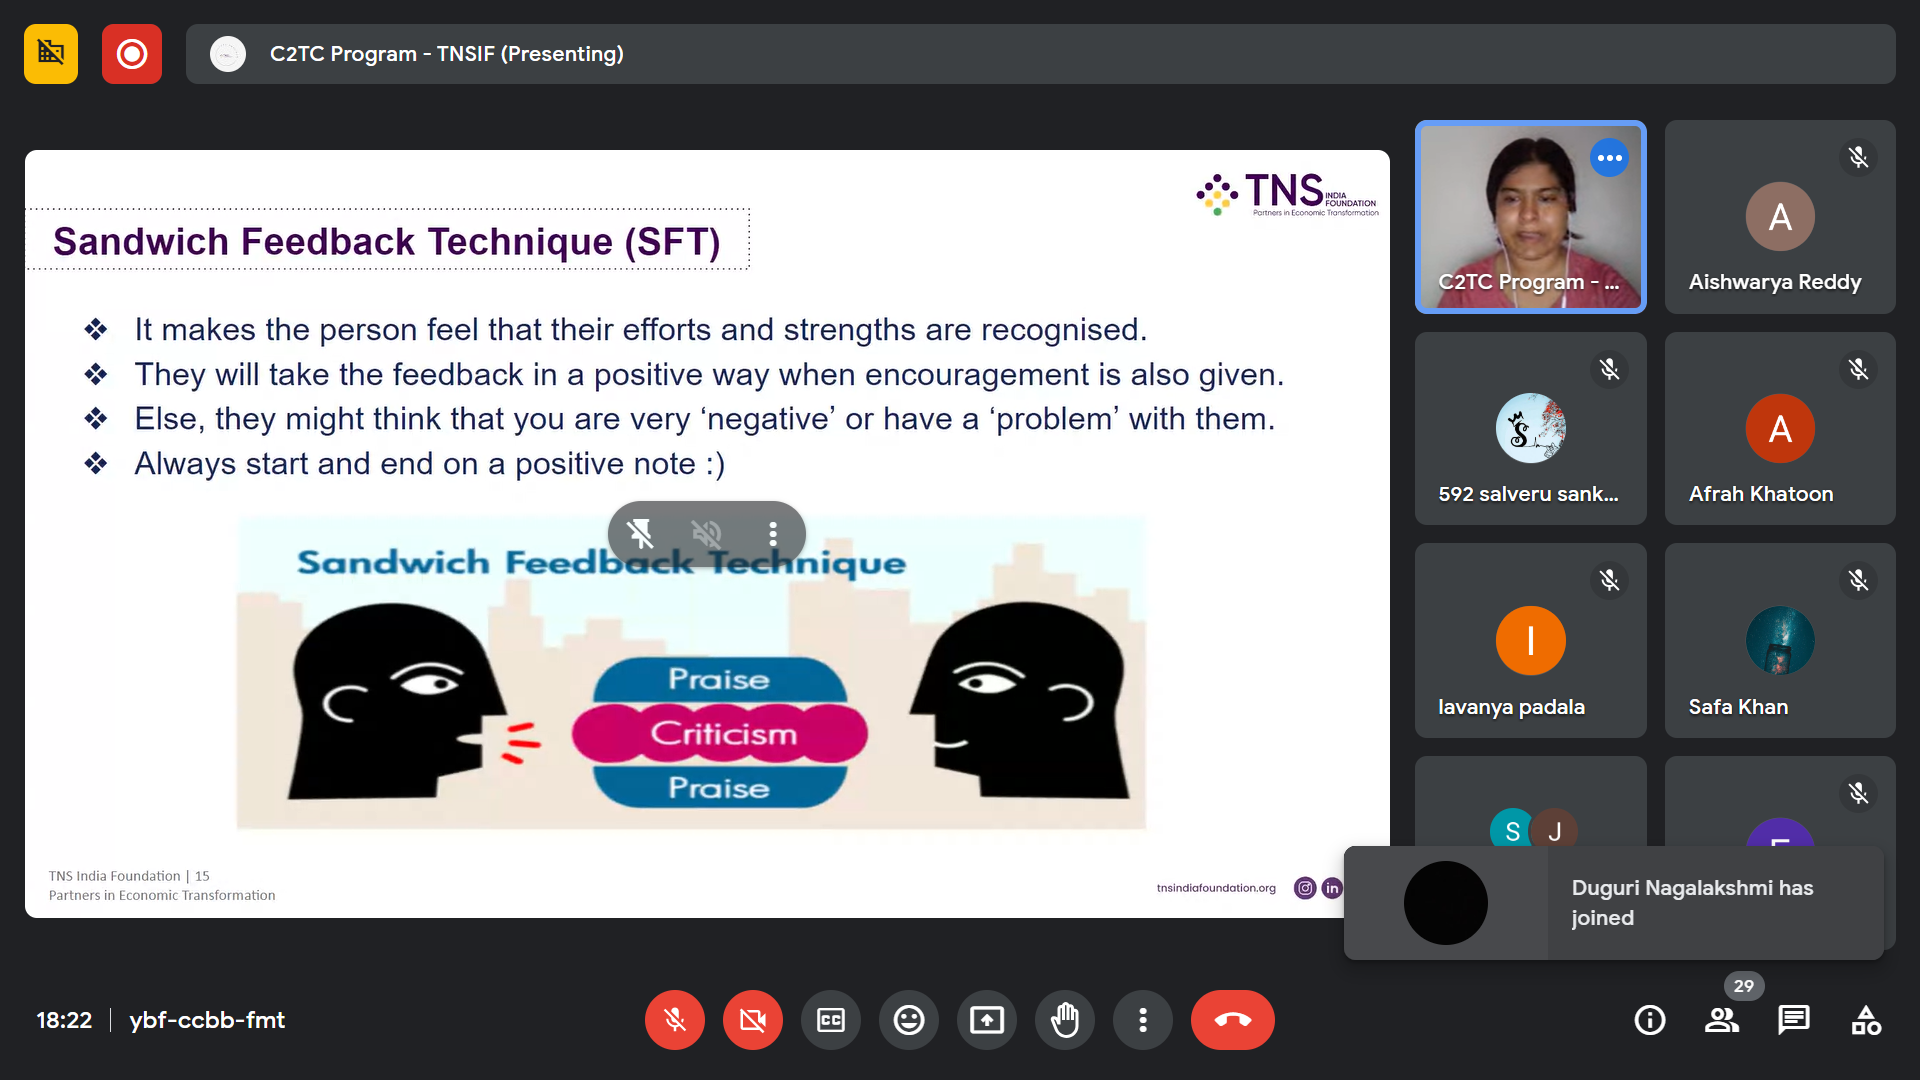 C2TC Program - TNSIF (Presenting)
TNS INDIA FOUNDATION
Partners in Economic Transformation
Sandwich Feedback Technique (SFT)
❖ It makes the person feel that their efforts and strengths are recognised.
❖ They will take the feedback in a positive way when encouragement is also given.
❖ Else, they might think that you are very ‘negative’ or have a ‘problem’ with them.
❖ Always start and end on a positive note :)
Sandwich Feedback Technique
Praise
Criticism
Praise
TNS India Foundation | 15
Partners in Economic Transformation
tnsindiafoundation.org
in
C2TC Program - ...
A
Aishwarya Reddy
S
592 salveru sank...
A
Afrah Khatoon
l
lavanya padala
Safa Khan
S J
Duguri Nagalakshmi has
joined
18:22 | ybf-ccbb-fmt
CC
29